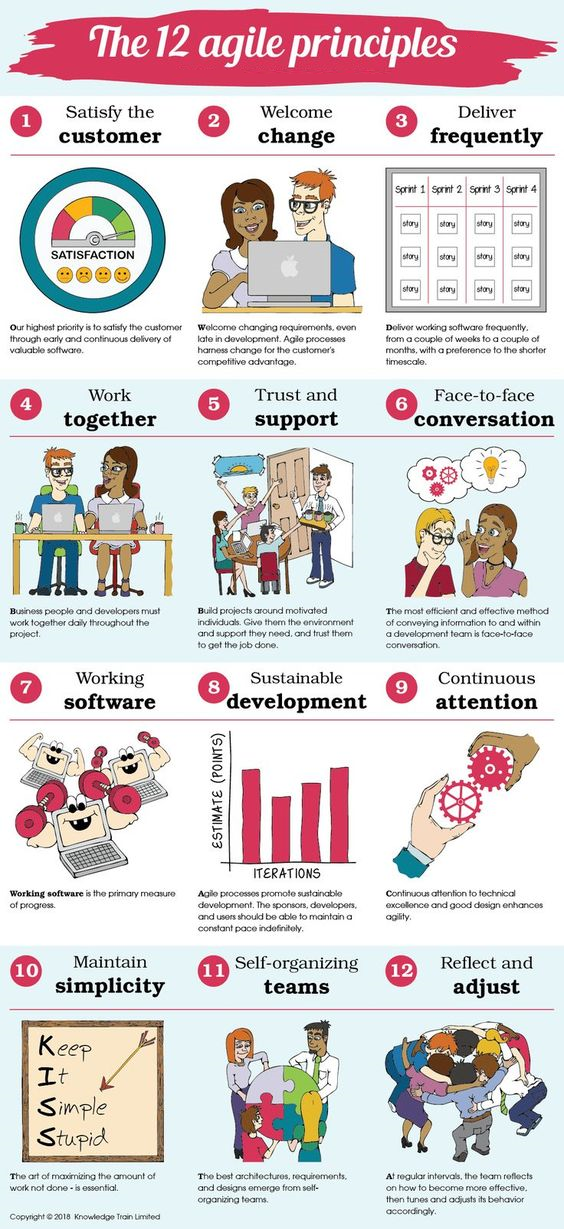 The 12 agile principles
1
Satisfy the
customer
SATISFACTION
Our highest priority is to satisfy the customer
through early and continuous delivery of
valuable software.
2
Welcome
change
Welcome changing requirements, even
late in development. Agile processes
harness change for the customer's
competitive advantage.
3
Deliver
frequently
Sprint 1 Sprint 2 Sprint 3 Sprint 4
story story story story
story story story story
story story story story
Deliver working software frequently,
from a couple of weeks to a couple of
months, with a preference to the shorter
timescale.
4
Work
together
Business people and developers must
work together daily throughout the
project.
5
Trust and
support
Build projects around motivated
individuals. Give them the environment
and support they need, and trust them
to get the job done.
6
Face-to-face
conversation
The most efficient and effective method
of conveying information to and within
a development team is face-to-face
conversation.
7
Working
software
Working software is the primary measure
of progress.
8
Sustainable
development
ESTIMATE (POINTS)
ITERATIONS
Agile processes promote sustainable
development. The sponsors, developers,
and users should be able to maintain a
constant pace indefinitely.
9
Continuous
attention
Continuous attention to technical
excellence and good design enhances
agility.
10
Maintain
simplicity
Keep
It
Simple
Stupid
The art of maximizing the amount of
work not done - is essential.
11
Self-organizing
teams
The best architectures, requirements,
and designs emerge from self-
organizing teams.
12
Reflect and
adjust
At regular intervals, the team reflects
on how to become more effective,
then tunes and adjusts its behavior
accordingly.
Copyright © 2018 Knowledge Train Limited